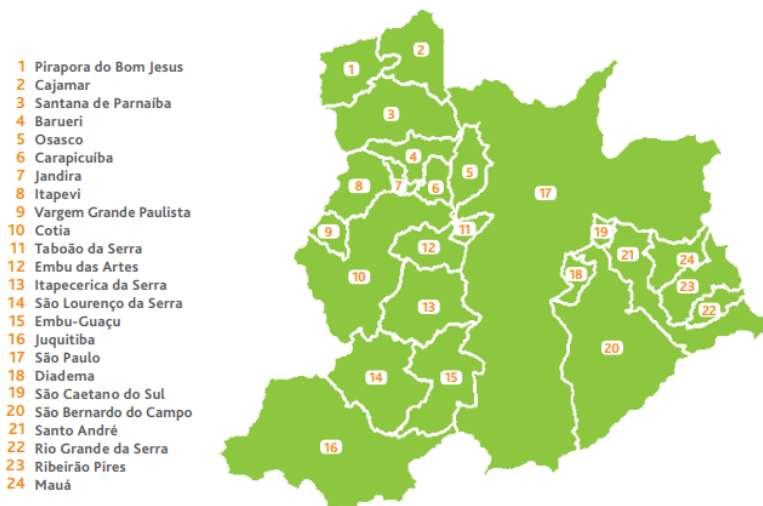 1 Pirapora do Bom Jesus
2 Cajamar
3 Santana de Parnaíba
4 Barueri
5 Osasco
6 Carapicuíba
7 Jandira
8 Itapevi
9 Vargem Grande Paulista
10 Cotia
11 Taboão da Serra
12 Embu das Artes
13 Itapecerica da Serra
14 São Lourenço da Serra
15 Embu-Guaçu
16 Juquitiba
17 São Paulo
18 Diadema
19 São Caetano do Sul
20 São Bernardo do Campo
21 Santo André
22 Rio Grande da Serra
23 Ribeirão Pires
24 Mauá
2
1
3
4
5
6
7
8
17
11
9
19
12
21
24
10
18
23
13
22
20
14
15
16